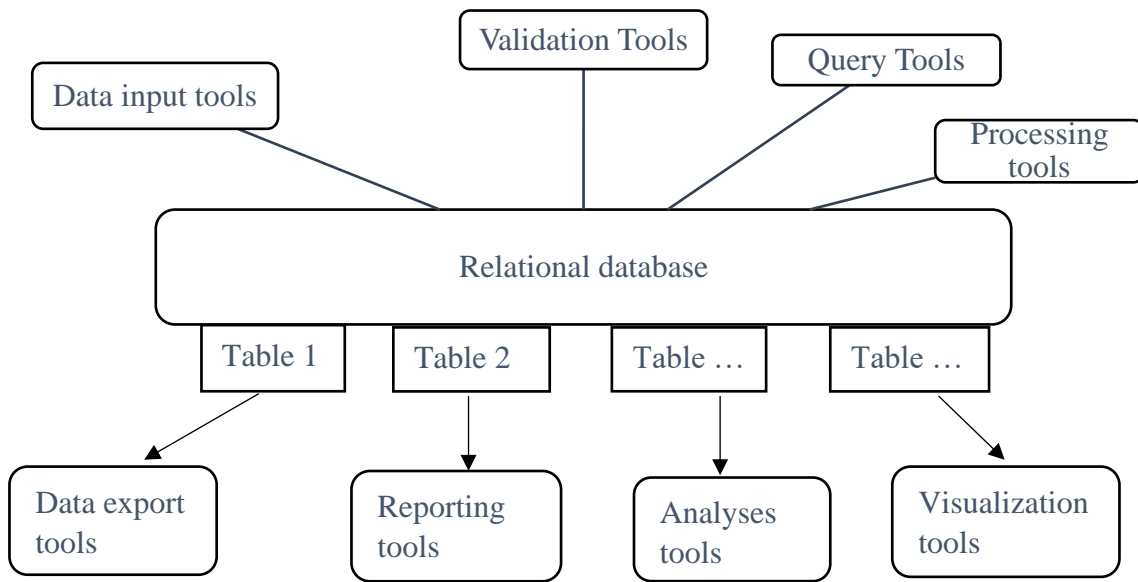 Validation Tools
Query Tools
Data input tools
Processing
tools
Relational database
Table 1
Table 2
Table …
Table …
Data export
tools
Reporting
tools
Analyses
tools
Visualization
tools